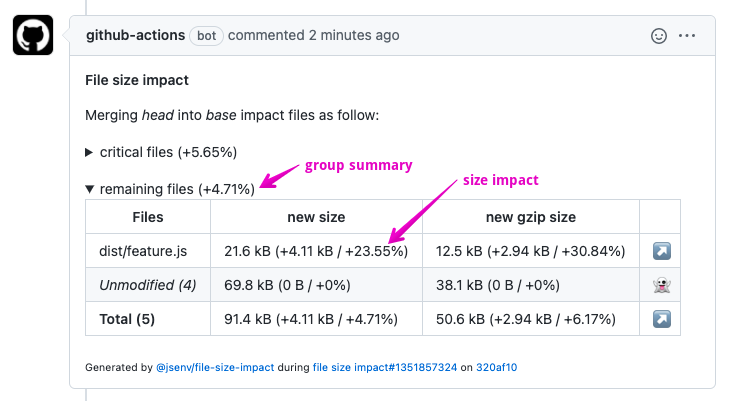 github-actions bot commented 2 minutes ago
File size impact
Merging head into base impact files as follow:
critical files (+5.65%)
group summary
remaining files (+4.71%)
size impact
Files new size new gzip size
dist/feature.js 21.6 kB (+4.11 kB / +23.55%) 12.5 kB (+2.94 kB / +30.84%)
Unmodified (4) 69.8 kB (0 B / +0%) 38.1 kB (0 B / +0%)
Total (5) 91.4 kB (+4.11 kB / +4.71%) 50.6 kB (+2.94 kB / +6.17%)
Generated by @jsenv/file-size-impact during file size impact#1351857324 on 320af10